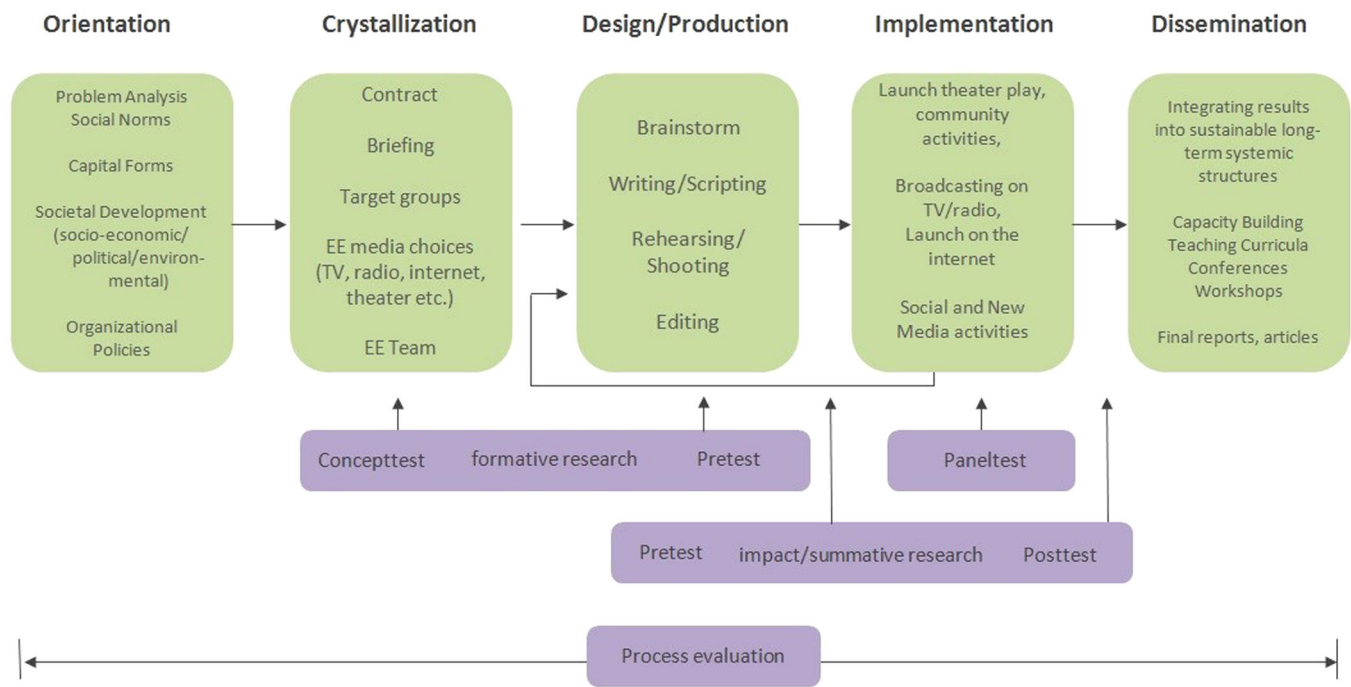 Orientation
Crystallization
Design/Production
Implementation
Dissemination
Problem Analysis
Social Norms
Capital Forms
Societal Development
(socio-economic/
political/environ-
mental)
Organizational
Policies
Contract
Briefing
Target groups
EE media choices
(TV, radio, internet,
theater etc.)
EE Team
Brainstorm
Writing/Scripting
Rehearsing/
Shooting
Editing
Launch theater play,
community
activities,
Broadcasting on
TV/radio,
Launch on the
internet
Social and New
Media activities
Integrating results
into sustainable long-
term systemic
structures
Capacity Building
Teaching Curricula
Conferences
Workshops
Final reports, articles
Concepttest
formative research
Pretest
Paneltest
Pretest
impact/summative research
Posttest
Process evaluation